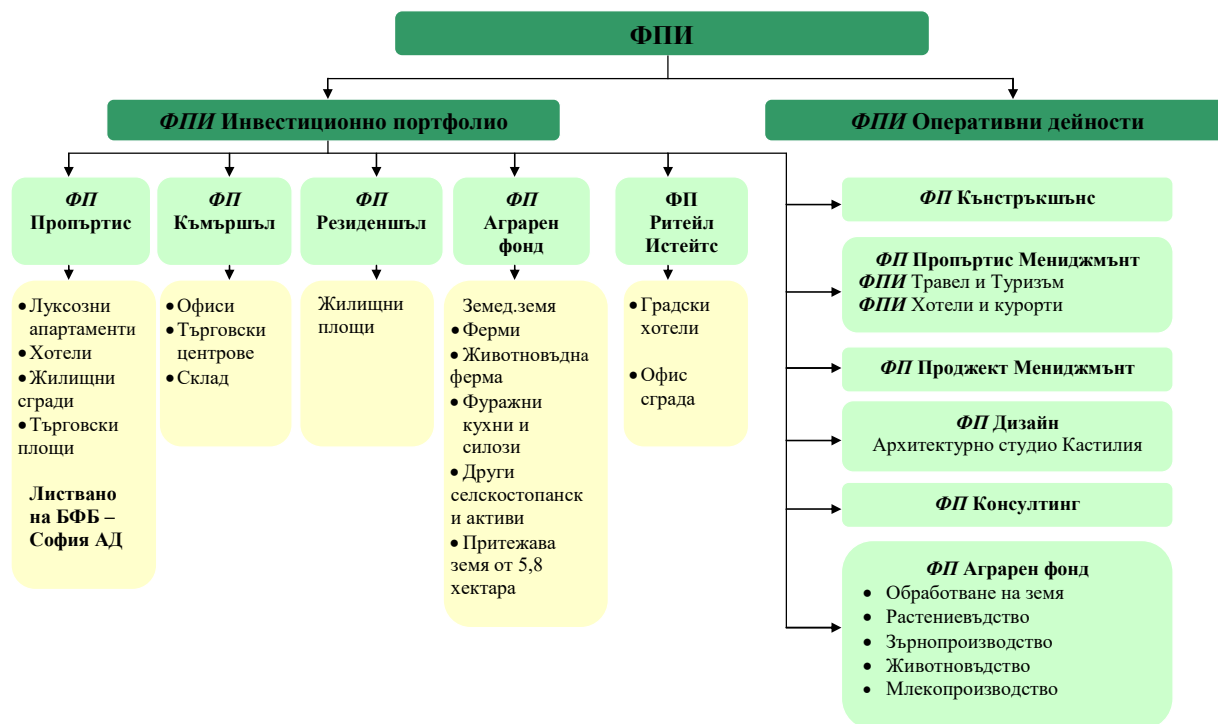 ФПИ
ФПИ Инвестиционно портфолио
ФПИ Оперативни дейности
ФП
Пропъртис
ФП
Къмършъл
ФП
Резиденшъл
ФП
Аграрен
фонд
ФП
Ритейл
Истейтс
• Луксозни
апартаменти
• Хотели
• Жилищни
сгради
• Търговски
площи
Листвано
на БФБ –
София АД
• Офиси
• Търговски
центрове
• Склад
Жилищни
площи
Земед.земя
• Ферми
• Животновъдна
ферма
• Фуражни
кухни и
силози
• Други
селскостопанск
и активи
• Притежава
земя от 5,8
хектара
• Градски
хотели
• Офис
сграда
ФП Кънстръкшънс
ФП Пропъртис Мениджмънт
ФПИ Травел и Туризъм
ФПИ Хотели и курорти
ФП Проджект Мениджмънт
ФП Дизайн
Архитектурно студио Кастилия
ФП Консултинг
ФП Аграрен фонд
• Обработване на земя
• Растениевъдство
• Зърнопроизводство
• Животновъдство
• Млекопроизводство